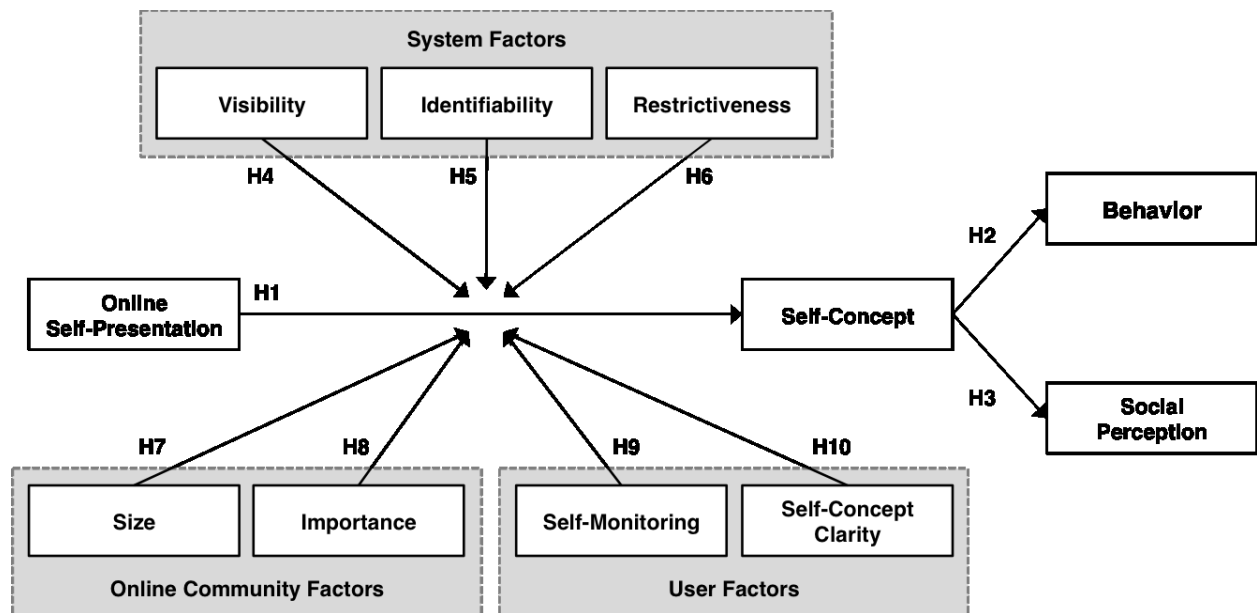 System Factors
Visibility
Identifiability
Restrictiveness
H4
H5
H6
Behavior
H2
Online
Self-Presentation
H1
Self-Concept
H3
Social
Perception
H7
H8
H9
H10
Size
Importance
Self-Monitoring
Self-Concept
Clarity
Online Community Factors
User Factors